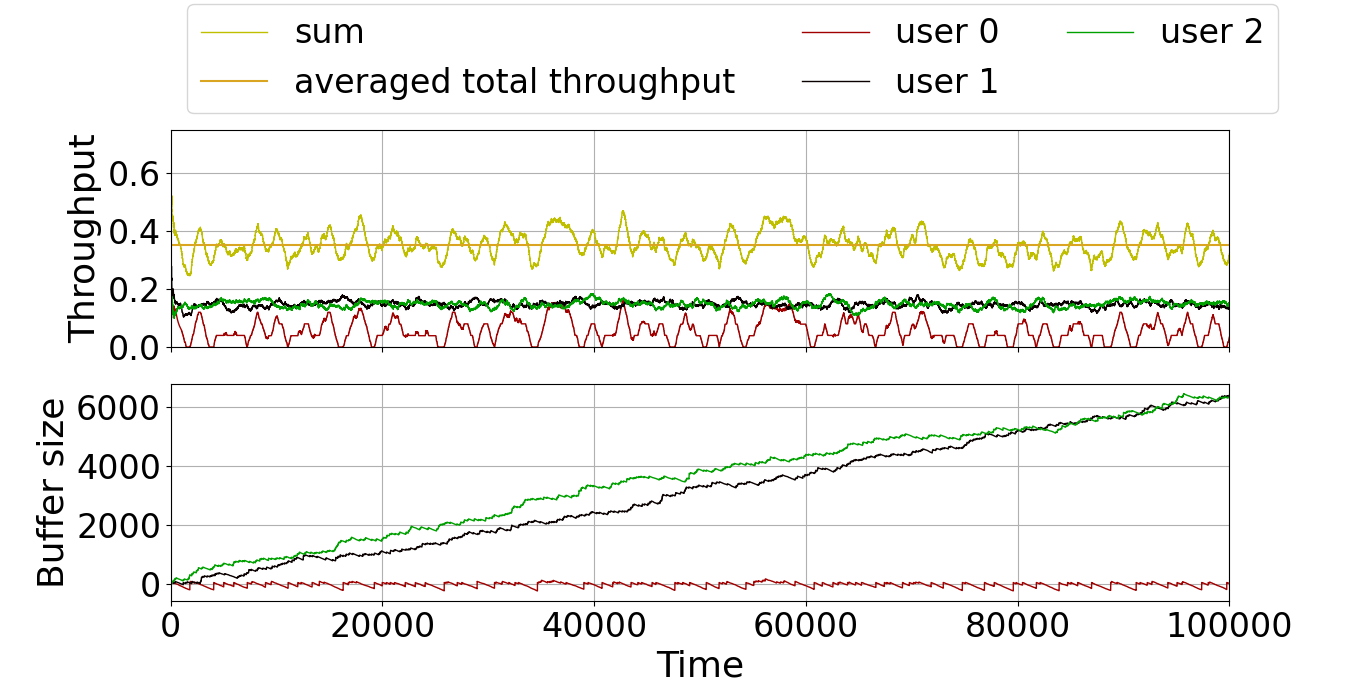 sum
averaged total throughput
user 0
user 1
user 2
Throughput
0.6
0.4
0.2
0.0
Buffer size
6000
4000
2000
0
0 20000 40000 60000 80000 100000
Time